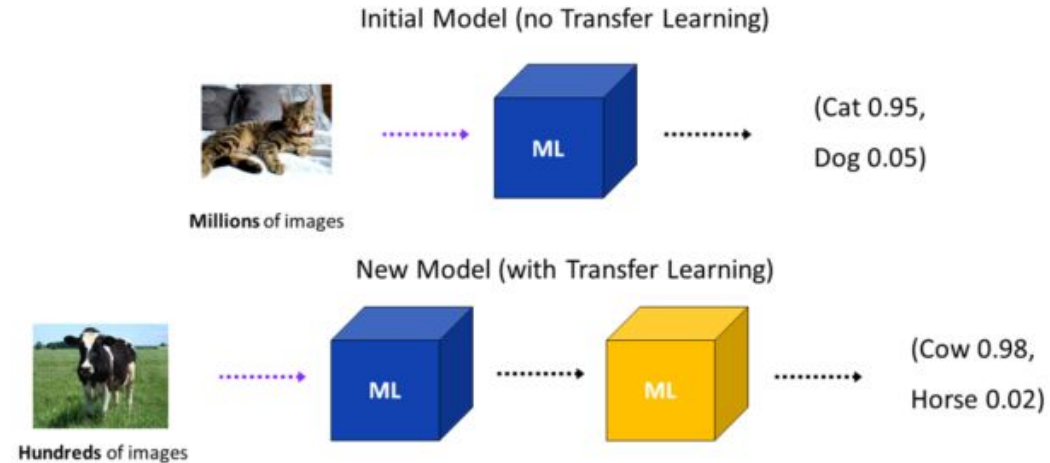 Initial Model (no Transfer Learning)
ML
(Cat 0.95,
Dog 0.05)
Millions of images
New Model (with Transfer Learning)
ML
ML
(Cow 0.98,
Horse 0.02)
Hundreds of images